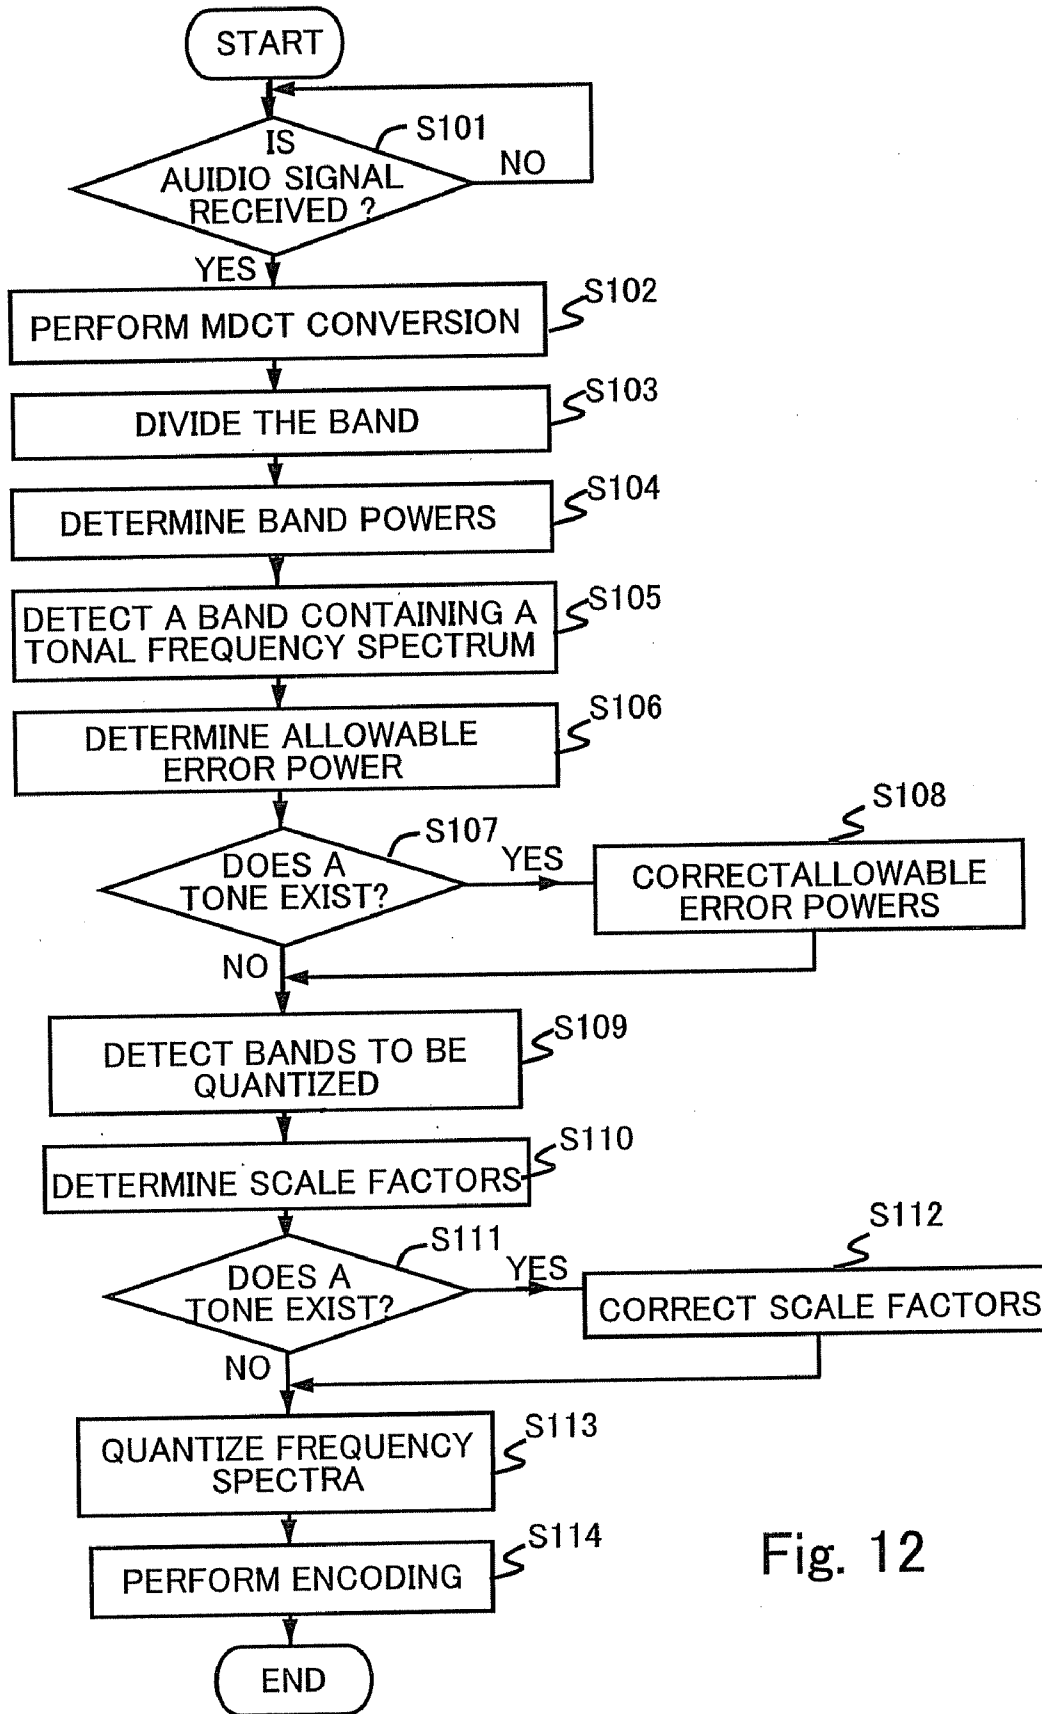 START
S101
IS
AUIDIO SIGNAL
RECEIVED ?
NO
YES
S102
PERFORM MDCT CONVERSION
S103
DIVIDE THE BAND
S104
DETERMINE BAND POWERS
S105
DETECT A BAND CONTAINING A
TONAL FREQUENCY SPECTRUM
S106
DETERMINE ALLOWABLE
ERROR POWER
S107
DOES A
TONE EXIST?
YES
S108
CORRECTALLOWABLE
ERROR POWERS
NO
S109
DETECT BANDS TO BE
QUANTIZED
S110
DETERMINE SCALE FACTORS
S111
DOES A
TONE EXIST?
YES
S112
CORRECT SCALE FACTORS
NO
S113
QUANTIZE FREQUENCY
SPECTRA
S114
PERFORM ENCODING
END
Fig. 12